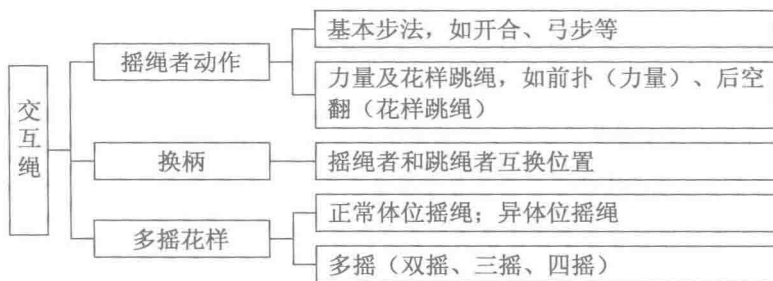 交互绳
摇绳者动作
基本步法，如开合、弓步等
力量及花样跳绳，如前扑（力量）、后空
翻（花样跳绳）
换柄
摇绳者和跳绳者互换位置
多摇花样
正常体位摇绳；异体位摇绳
多摇（双摇、三摇、四摇）